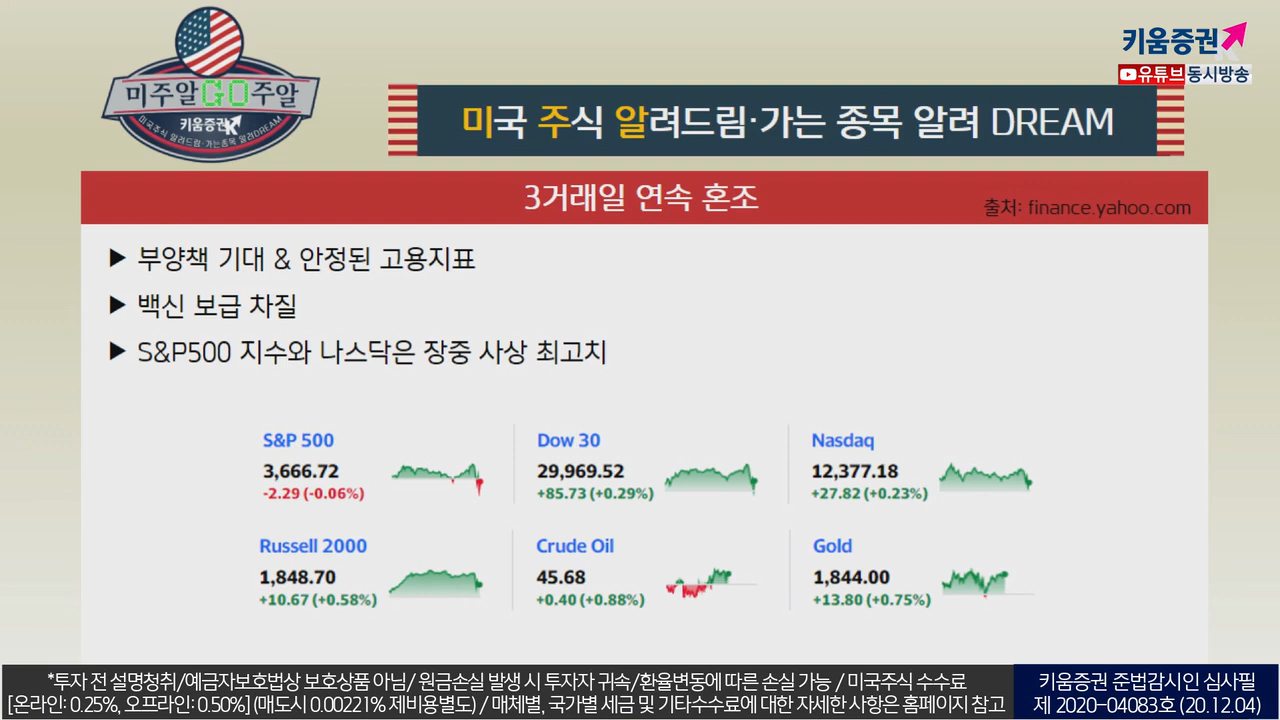 미주알GO주알
키움증권
미국주식 알려드림·가는종목 알려DREAM
미국 주식 알려드림·가는 종목 알려 DREAM
키움증권
유튜브 동시방송
3거래일 연속 혼조
출처: finance.yahoo.com
▶ 부양책 기대 & 안정된 고용지표
▶ 백신 보급 차질
▶ S&P500 지수와 나스닥은 장중 사상 최고치
S&P 500
3,666.72
-2.29 (-0.06%)
Dow 30
29,969.52
+85.73 (+0.29%)
Nasdaq
12,377.18
+27.82 (+0.23%)
Russell 2000
1,848.70
+10.67 (+0.58%)
Crude Oil
45.68
+0.40 (+0.88%)
Gold
1,844.00
+13.80 (+0.75%)
*투자 전 설명청취/예금자보호법상 보호상품 아님/ 원금손실 발생 시 투자자 귀속/환율변동에 따른 손실 가능 / 미국주식 수수료
[온라인: 0.25%, 오프라인: 0.50%] (매도시 0.00221% 제비용별도) / 매체별, 국가별 세금 및 기타수수료에 대한 자세한 사항은 홈페이지 참고
키움증권 준법감시인 심사필
제 2020-04083호 (20.12.04)